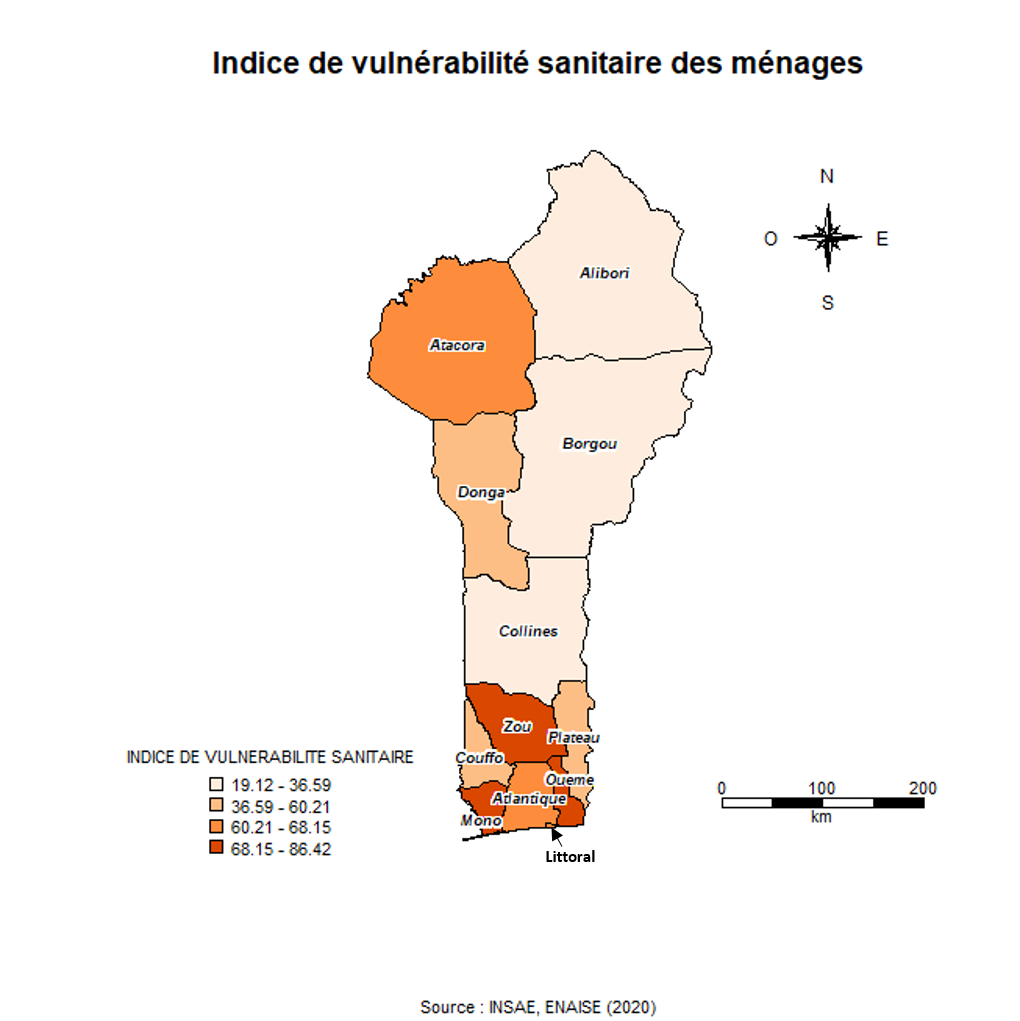 Indice de vulnérabilité sanitaire des ménages
N
O
E
S
Alibori
Atacora
Borgou
Donga
Collines
Zou
Plateau
Couffo
Oueme
Atlantique
Mono
Littoral
INDICE DE VULNERABILITE SANITAIRE
19.12 - 36.59
36.59 - 60.21
60.21 - 68.15
68.15 - 86.42
0 100 200
km
Source : INSAE, ENAISE (2020)